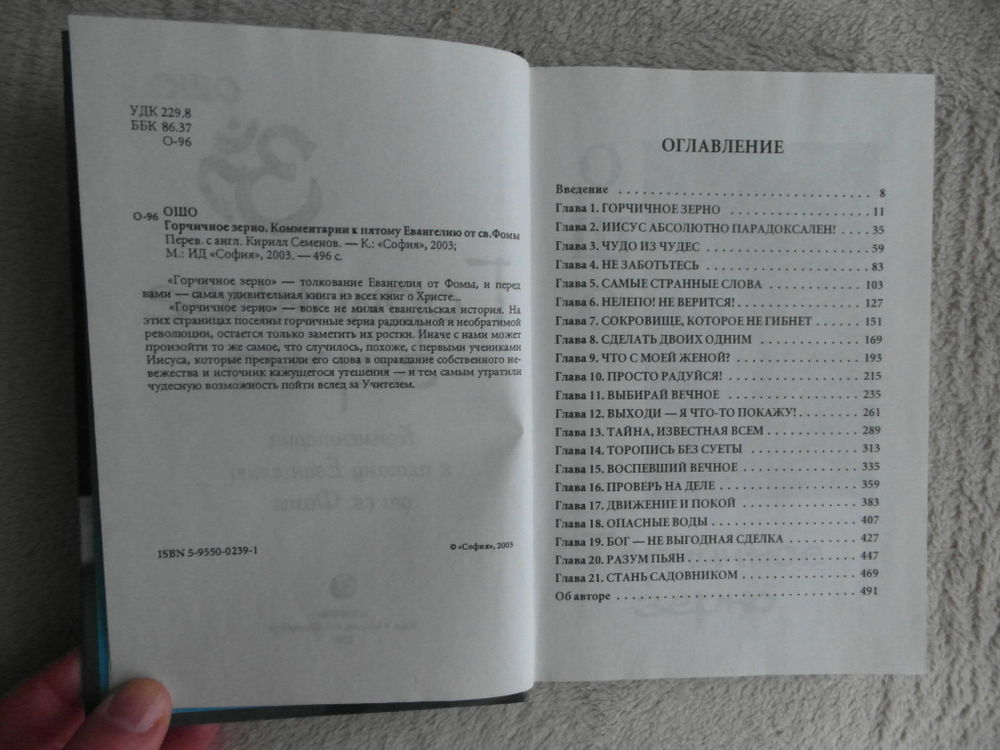 УДК 229.8
ББК 86.37
О-96
О-96 ОШО
Горчичное зерно. Комментарии к пятому Евангелию от св.Фомы
Перев. с англ. Кирилл Семенов. — К.: «София», 2003;
М.: ИД «София», 2003. — 496 с.
«Горчичное зерно» — толкование Евангелия от Фомы, и перед
вами — самая удивительная книга из всех книг о Христе...
«Горчичное зерно» — вовсе не милая евангельская история. На
этих страницах посеяны горчичные зёрна радикальной и необратимой
революции, остается только заметить их ростки. Иначе с нами может
произойти то же самое, что случилось, похоже, с первыми учениками
Иисуса, которые превратили его слова в оправдание собственного не-
вежества и источник кажущегося утешения — и тем самым утратили
чудесную возможность пойти вслед за Учителем.
ISBN 5-9550-0239-1
© «София», 2003
ОГЛАВЛЕНИЕ
Введение . . . . . . . . . . 8
Глава 1. ГОРЧИЧНОЕ ЗЕРНО . . . . . . . . . . 11
Глава 2. ИИСУС АБСОЛЮТНО ПАРАДОКСАЛЕН! . . . . 35
Глава 3. ЧУДО ИЗ ЧУДЕС . . . . . . . . . . 59
Глава 4. НЕ ЗАБОТЬТЕСЬ . . . . . . . . . . 83
Глава 5. САМЫЕ СТРАННЫЕ СЛОВА . . . . . . . . . . 103
Глава 6. НЕЛЕПО! НЕ ВЕРИТСЯ! . . . . . . . . . . 127
Глава 7. СОКРОВИЩЕ, КОТОРОЕ НЕ ГИБНЕТ . . . . . . 151
Глава 8. СДЕЛАТЬ ДВОИХ ОДНИМ . . . . . . . . . . 169
Глава 9. ЧТО С МОЕЙ ЖЕНОЙ? . . . . . . . . . . 193
Глава 10. ПРОСТО РАДУЙСЯ! . . . . . . . . . . 215
Глава 11. ВЫБИРАЙ ВЕЧНОЕ . . . . . . . . . . 235
Глава 12. ВЫХОДИ — Я ЧТО-ТО ПОКАЖУ! . . . . . . . . 261
Глава 13. ТАЙНА, ИЗВЕСТНАЯ ВСЕМ . . . . . . . . . . 289
Глава 14. ТОРОПИСЬ БЕЗ СУЕТЫ . . . . . . . . . . 313
Глава 15. ВОСПЕВШИЙ ВЕЧНОЕ . . . . . . . . . . 335
Глава 16. ПРОВЕРЬ НА ДЕЛЕ . . . . . . . . . . 359
Глава 17. ДВИЖЕНИЕ И ПОКОЙ . . . . . . . . . . 383
Глава 18. ОПАСНЫЕ ВОДЫ . . . . . . . . . . 407
Глава 19. БОГ — НЕ ВЫГОДНАЯ СДЕЛКА . . . . . . . . 427
Глава 20. РАЗУМ ПЬЯН . . . . . . . . . . 447
Глава 21. СТАНЬ САДОВНИКОМ . . . . . . . . . . 469
Об авторе . . . . . . . . . . 491